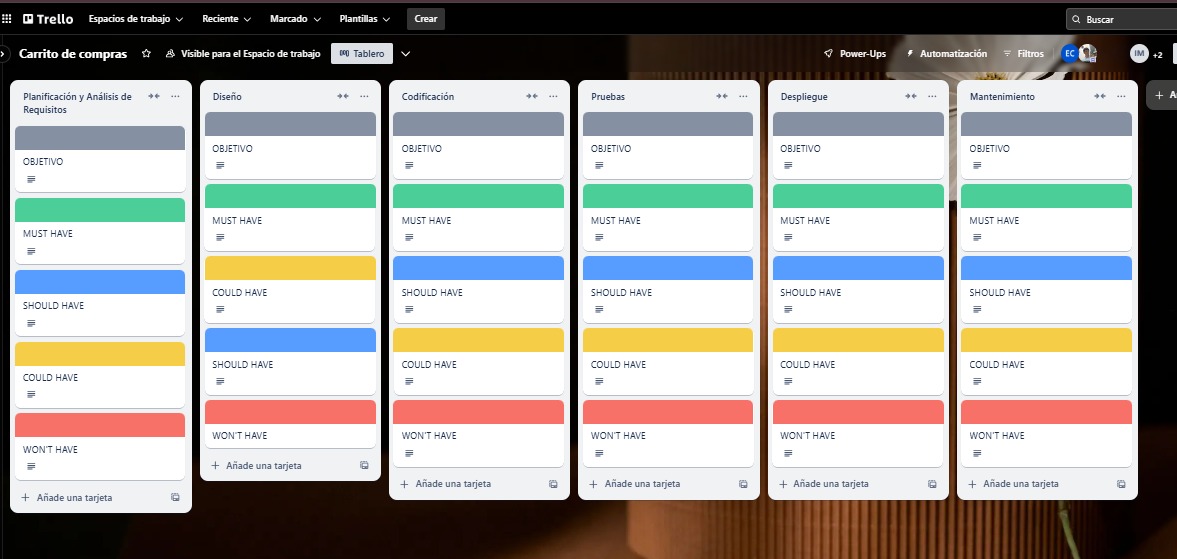 Trello
Espacios de trabajo
Reciente
Marcado
Plantillas
Crear
Buscar
Carrito de compras
Visible para el Espacio de trabajo
Tablero
Power-Ups
Automatización
Filtros
EC
IM
+2
Planificación y Análisis de
Requisitos
OBJETIVO
MUST HAVE
SHOULD HAVE
COULD HAVE
WON'T HAVE
+ Añade una tarjeta
Diseño
OBJETIVO
MUST HAVE
COULD HAVE
SHOULD HAVE
WON'T HAVE
+ Añade una tarjeta
Codificación
OBJETIVO
MUST HAVE
SHOULD HAVE
COULD HAVE
WON'T HAVE
+ Añade una tarjeta
Pruebas
OBJETIVO
MUST HAVE
SHOULD HAVE
COULD HAVE
WON'T HAVE
+ Añade una tarjeta
Despliegue
OBJETIVO
MUST HAVE
SHOULD HAVE
COULD HAVE
WON'T HAVE
+ Añade una tarjeta
Mantenimiento
OBJETIVO
MUST HAVE
SHOULD HAVE
COULD HAVE
WON'T HAVE
+ Añade una tarjeta